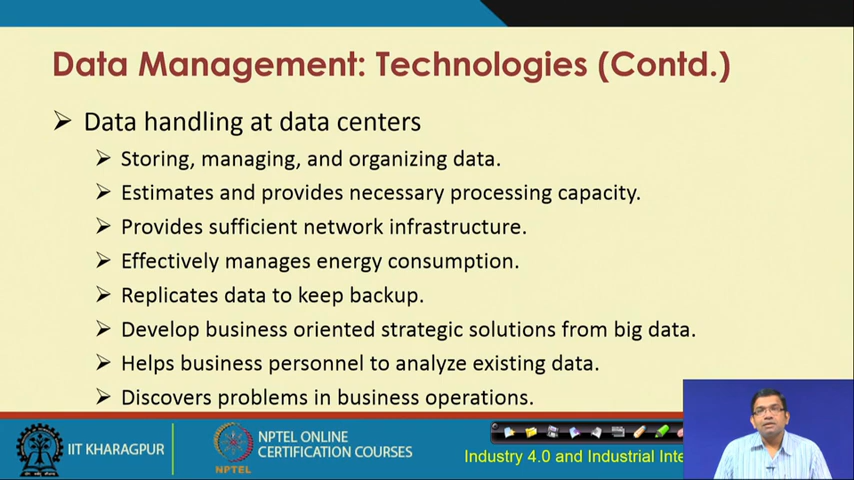 Data Management: Technologies (Contd.)
Data handling at data centers
Storing, managing, and organizing data.
Estimates and provides necessary processing capacity.
Provides sufficient network infrastructure.
Effectively manages energy consumption.
Replicates data to keep backup.
Develop business oriented strategic solutions from big data.
Helps business personnel to analyze existing data.
Discovers problems in business operations.
IIT KHARAGPUR
NPTEL
NPTEL ONLINE
CERTIFICATION COURSES
Industry 4.0 and Industrial Inte